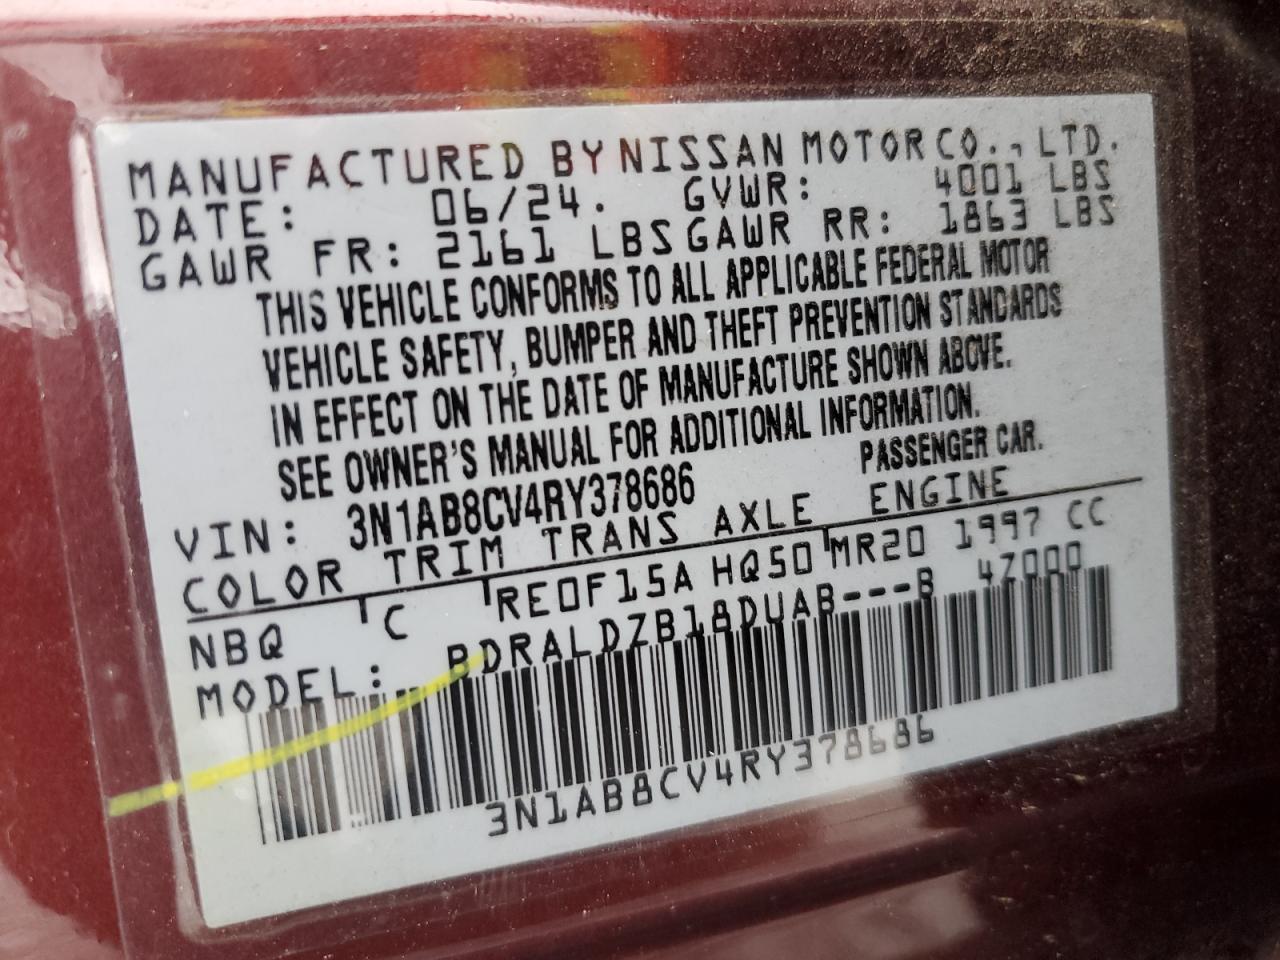 MANUFACTURED BY NISSAN MOTOR CO., LTD.
DATE: 06/24. GVWR: 4001 LBS
GAWR FR: 2161 LBS GAWR RR: 1863 LBS
THIS VEHICLE CONFORMS TO ALL APPLICABLE FEDERAL MOTOR
VEHICLE SAFETY, BUMPER AND THEFT PREVENTION STANDARDS
IN EFFECT ON THE DATE OF MANUFACTURE SHOWN ABOVE.
SEE OWNER'S MANUAL FOR ADDITIONAL INFORMATION.
VIN: 3N1AB8CV4RY378686 PASSENGER CAR.
COLOR TRIM TRANS AXLE ENGINE
NBQ C RE0F15A HQ50 MR20 1997 CC
MODEL: BDRALDZB18DUAB---B 4Z000
3N1AB8CV4RY378686